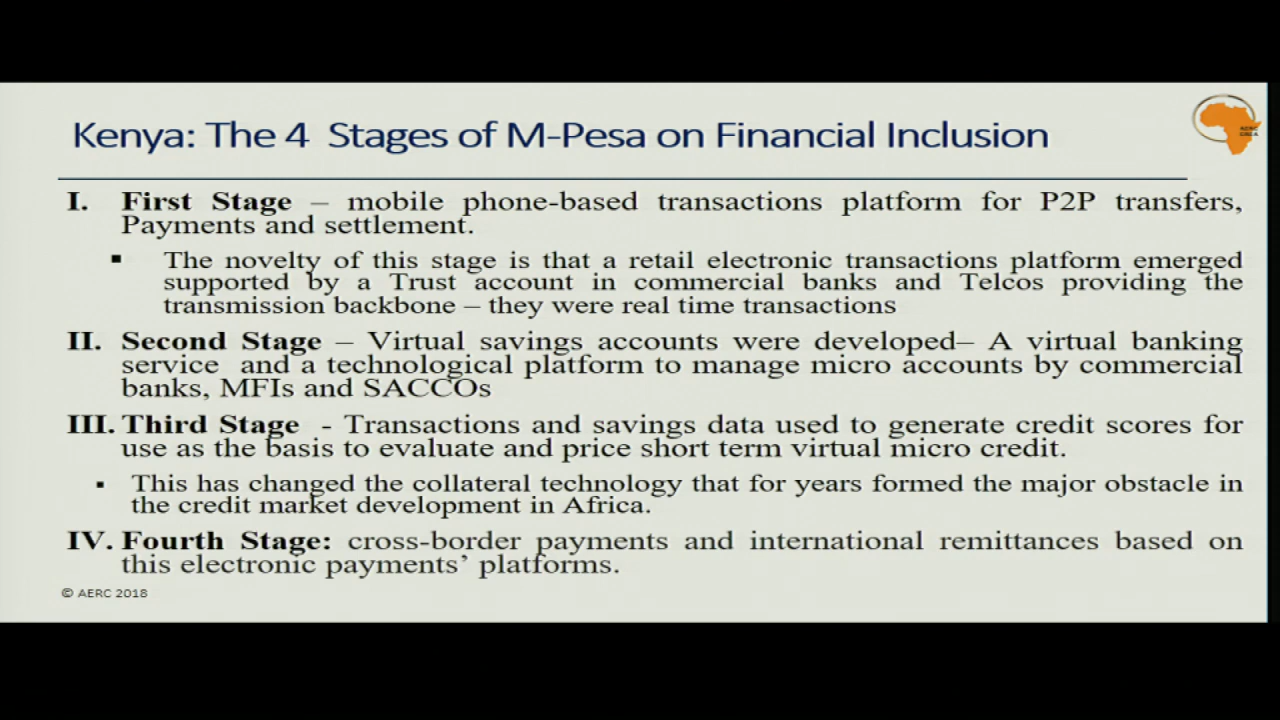 Kenya: The 4 Stages of M-Pesa on Financial Inclusion
I. First Stage – mobile phone-based transactions platform for P2P transfers,
Payments and settlement.
▪ The novelty of this stage is that a retail electronic transactions platform emerged
supported by a Trust account in commercial banks and Telcos providing the
transmission backbone – they were real time transactions
II. Second Stage – Virtual savings accounts were developed– A virtual banking
service and a technological platform to manage micro accounts by commercial
banks, MFIs and SACCOs
III. Third Stage - Transactions and savings data used to generate credit scores for
use as the basis to evaluate and price short term virtual micro credit.
▪ This has changed the collateral technology that for years formed the major obstacle in
the credit market development in Africa.
IV. Fourth Stage: cross-border payments and international remittances based on
this electronic payments’ platforms.
© AERC 2018